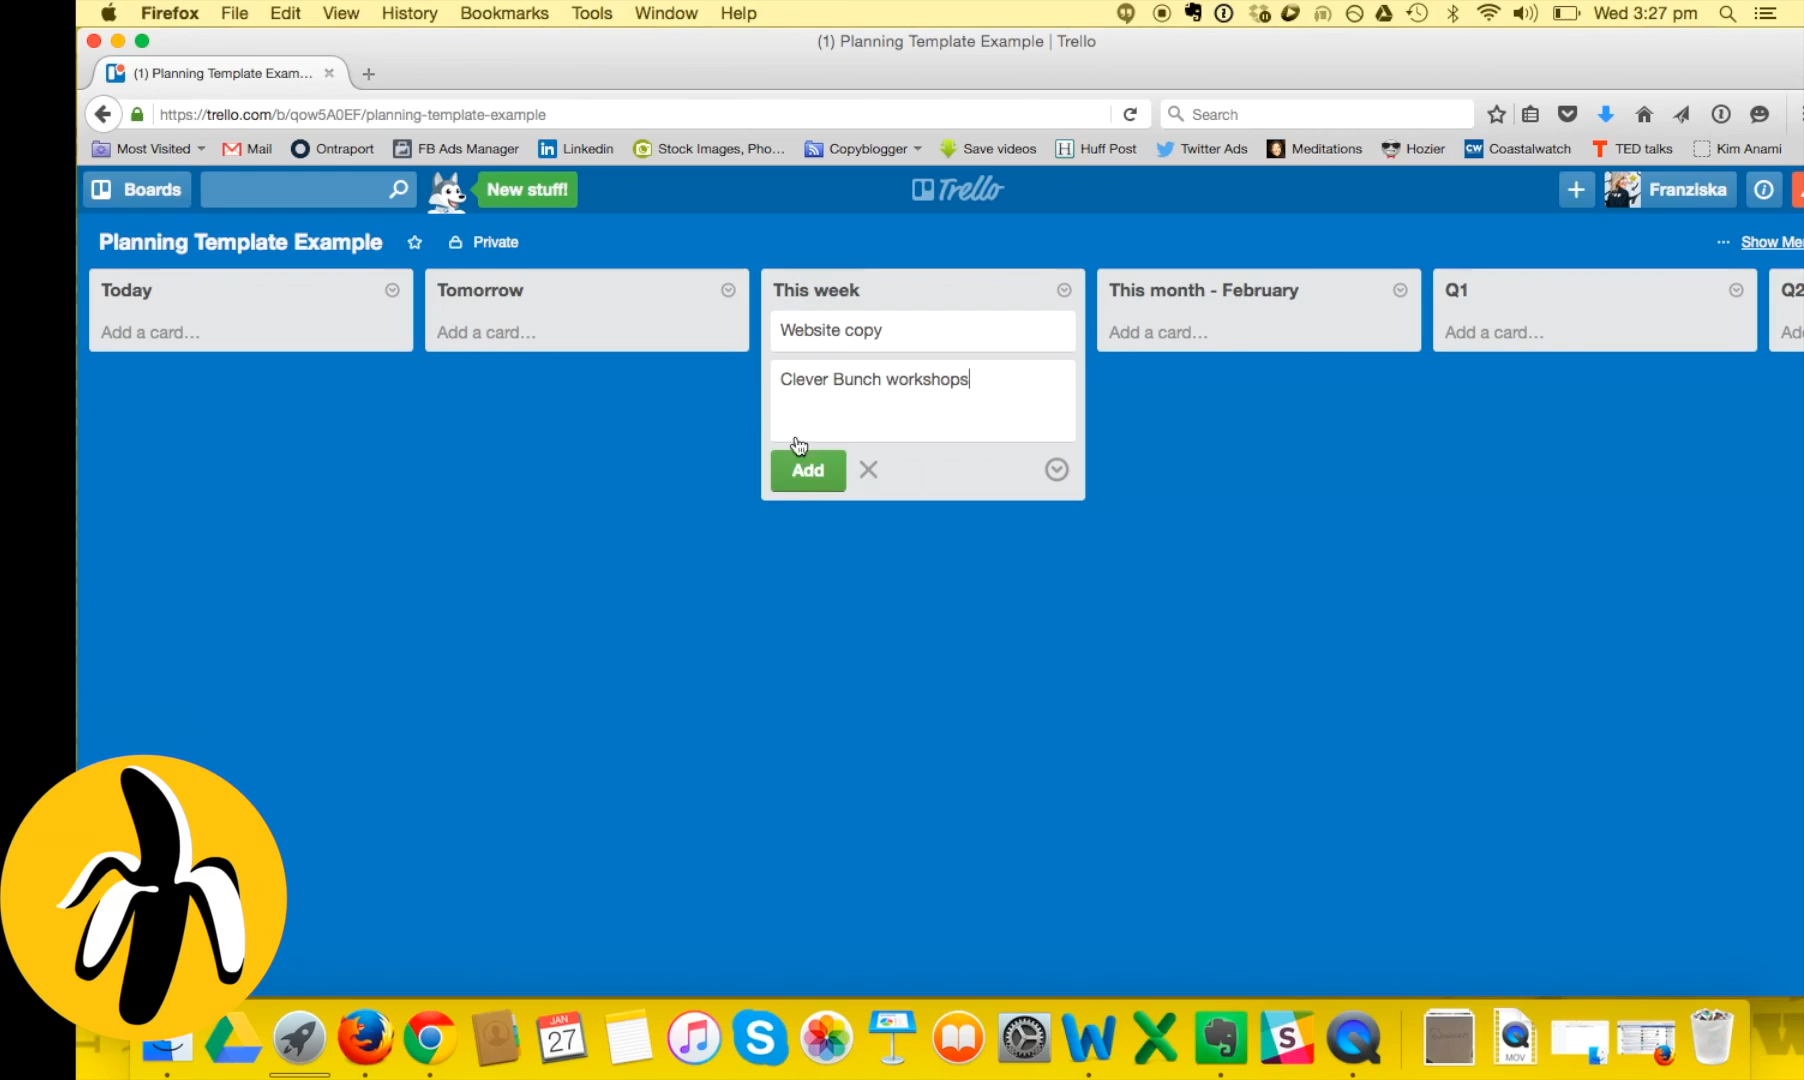 Firefox File Edit View History Bookmarks Tools Window Help Wed 3:27 pm
(1) Planning Template Example | Trello
(1) Planning Template Exam...
https://trello.com/b/qow5A0EF/planning-template-example Search
Most Visited Mail Ontraport FB Ads Manager Linkedin Stock Images, Pho... Copyblogger Save videos Huff Post Twitter Ads Meditations Hozier CW Coastalwatch TED talks Kim Anami
Boards New stuff! Trello Franziska
Planning Template Example Private ... Show Me
Today Tomorrow This week This month - February Q1 Q2
Add a card... Add a card... Website copy Add a card... Add a card... Ad
Clever Bunch workshops
Add
JAN
27
MOV